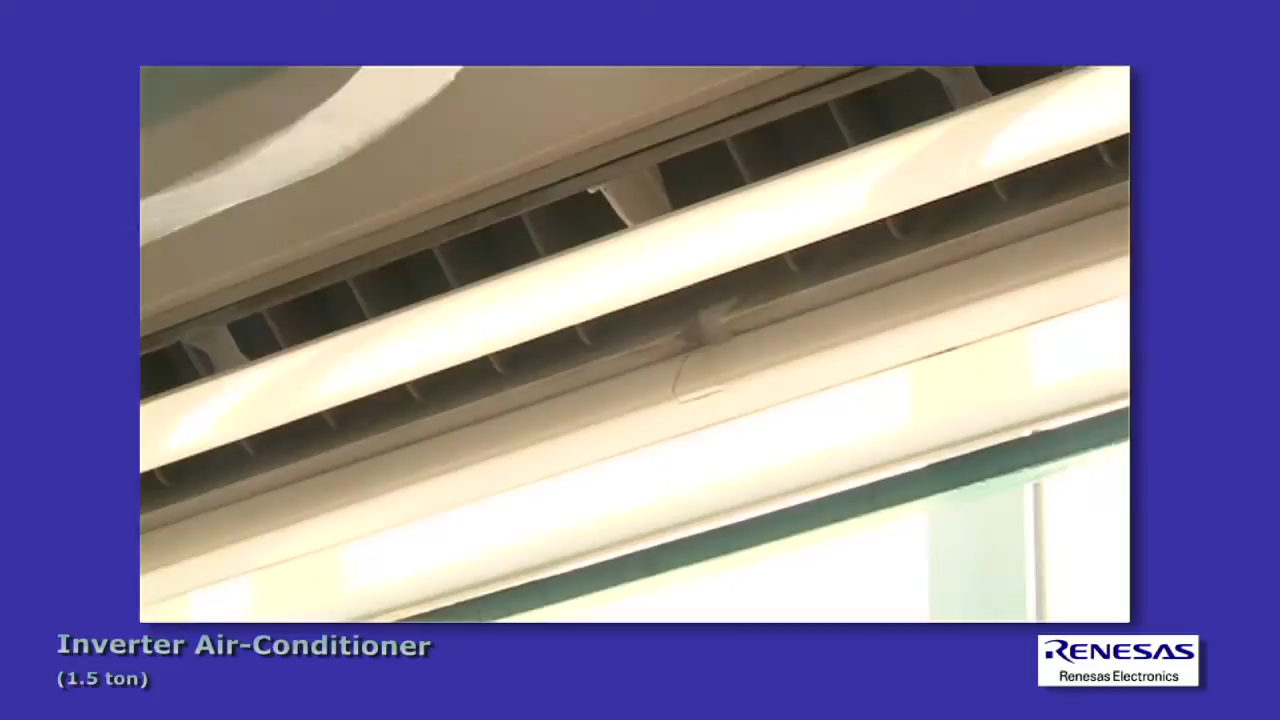 Inverter Air-Conditioner
(1.5 ton)
RENESAS
Renesas Electronics